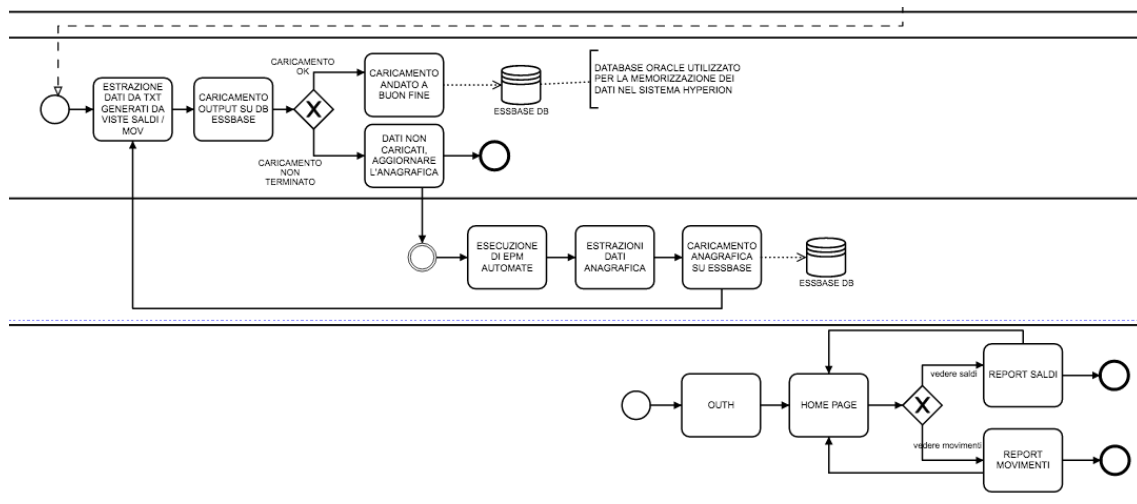 ESTRAZIONE
DATI DA TXT
GENERATI DA
VISTE SALDI /
MOV
CARICAMENTO
OUTPUT SU DB
ESSBASE
CARICAMENTO
OK
X
CARICAMENTO
NON
TERMINATO
CARICAMENTO
ANDATO A
BUON FINE
DATI NON
CARICATI,
AGGIORNARE
L'ANAGRAFICA
ESSBASE DB
DATABASE ORACLE UTILIZZATO
PER LA MEMORIZZAZIONE DEI
DATI NEL SISTEMA HYPERION
ESECUZIONE
DI EPM
AUTOMATE
ESTRAZIONI
DATI
ANAGRAFICA
CARICAMENTO
ANAGRAFICA
SU ESSBASE
ESSBASE DB
OUTH
HOME PAGE
X
vedere saldi
vedere movimenti
REPORT SALDI
REPORT
MOVIMENTI